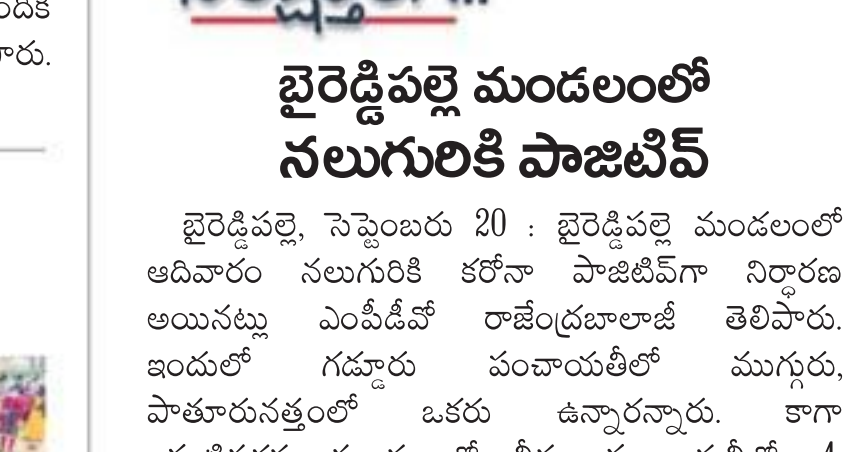 బైరెడ్డిపల్లె మండలంలో
నలుగురికి పాజిటివ్
బైరెడ్డిపల్లె, సెప్టెంబరు 20 : బైరెడ్డిపల్లె మండలంలో
ఆదివారం నలుగురికి కరోనా పాజిటివ్‌గా నిర్ధారణ
అయినట్లు ఎంపీడీవో రాజేంద్రబాలాజీ తెలిపారు.
ఇందులో గడ్డూరు పంచాయతీలో ముగ్గురు,
పాతూరునత్తంలో ఒకరు ఉన్నారన్నారు. కాగా